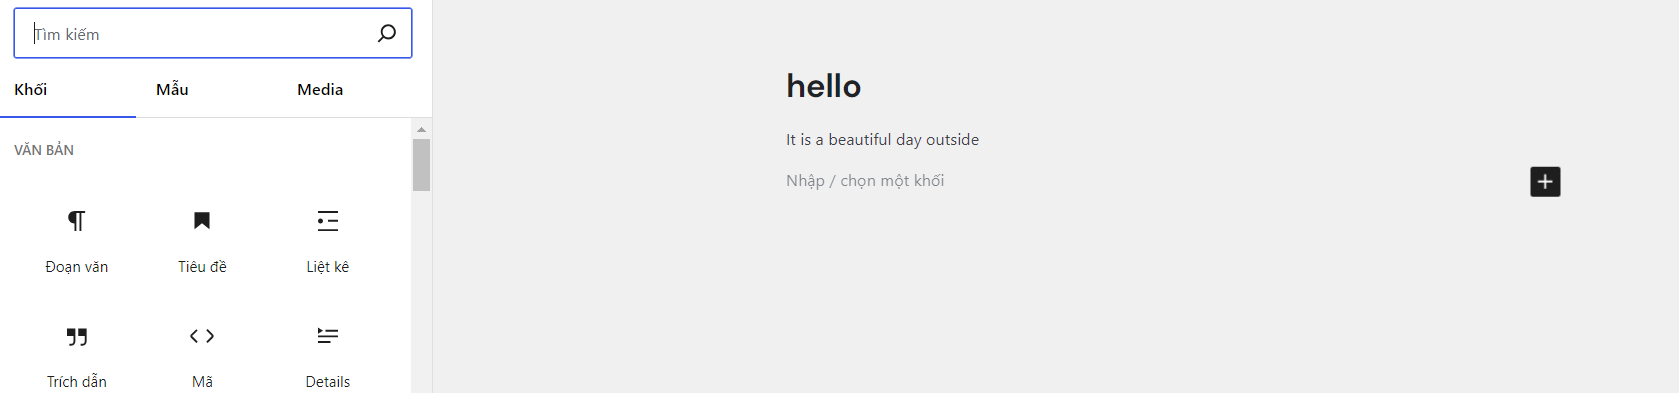 Tìm kiếm
Khối Mẫu Media
VĂN BẢN
Đoạn văn Tiêu đề Liệt kê
Trích dẫn Mã Details
hello
It is a beautiful day outside
Nhập / chọn một khối